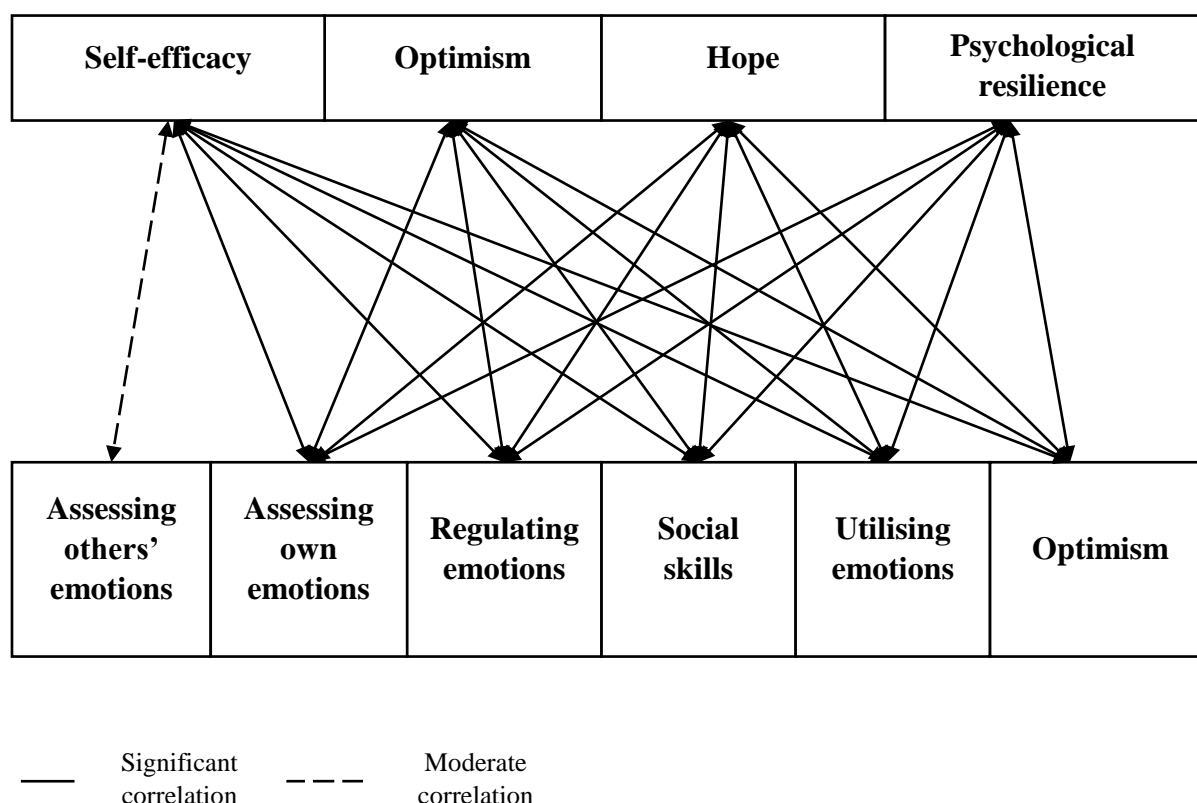 Self-efficacy
Optimism
Hope
Psychological
resilience
Assessing
others’
emotions
Assessing
own
emotions
Regulating
emotions
Social
skills
Utilising
emotions
Optimism
Significant
correlation
Moderate
correlation